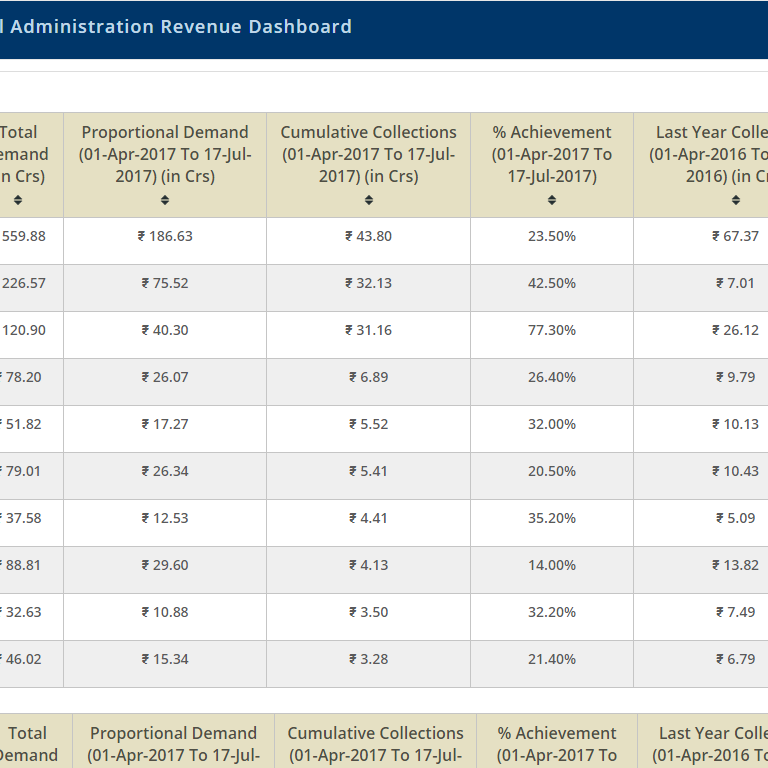 Administration Revenue Dashboard
Total Proportional Demand Cumulative Collections % Achievement Last Year
(01-Apr-2017 To 17-Jul- (01-Apr-2017 To 17-Jul- (01-Apr-2017 To (01-Apr-2016 To
Crs) 2017) (in Crs) 2017) (in Crs) 17-Jul-2017) 2016) (in
559.88 ₹ 186.63 ₹ 43.80 23.50% ₹ 67.37
226.57 ₹ 75.52 ₹ 32.13 42.50% ₹ 7.01
120.90 ₹ 40.30 ₹ 31.16 77.30% ₹ 26.12
78.20 ₹ 26.07 ₹ 6.89 26.40% ₹ 9.79
51.82 ₹ 17.27 ₹ 5.52 32.00% ₹ 10.13
79.01 ₹ 26.34 ₹ 5.41 20.50% ₹ 10.43
37.58 ₹ 12.53 ₹ 4.41 35.20% ₹ 5.09
88.81 ₹ 29.60 ₹ 4.13 14.00% ₹ 13.82
32.63 ₹ 10.88 ₹ 3.50 32.20% ₹ 7.49
46.02 ₹ 15.34 ₹ 3.28 21.40% ₹ 6.79
Total Proportional Demand Cumulative Collections % Achievement Last Year
Demand (01-Apr-2017 To 17-Jul- (01-Apr-2017 To 17-Jul- (01-Apr-2017 To (01-Apr-2016 To